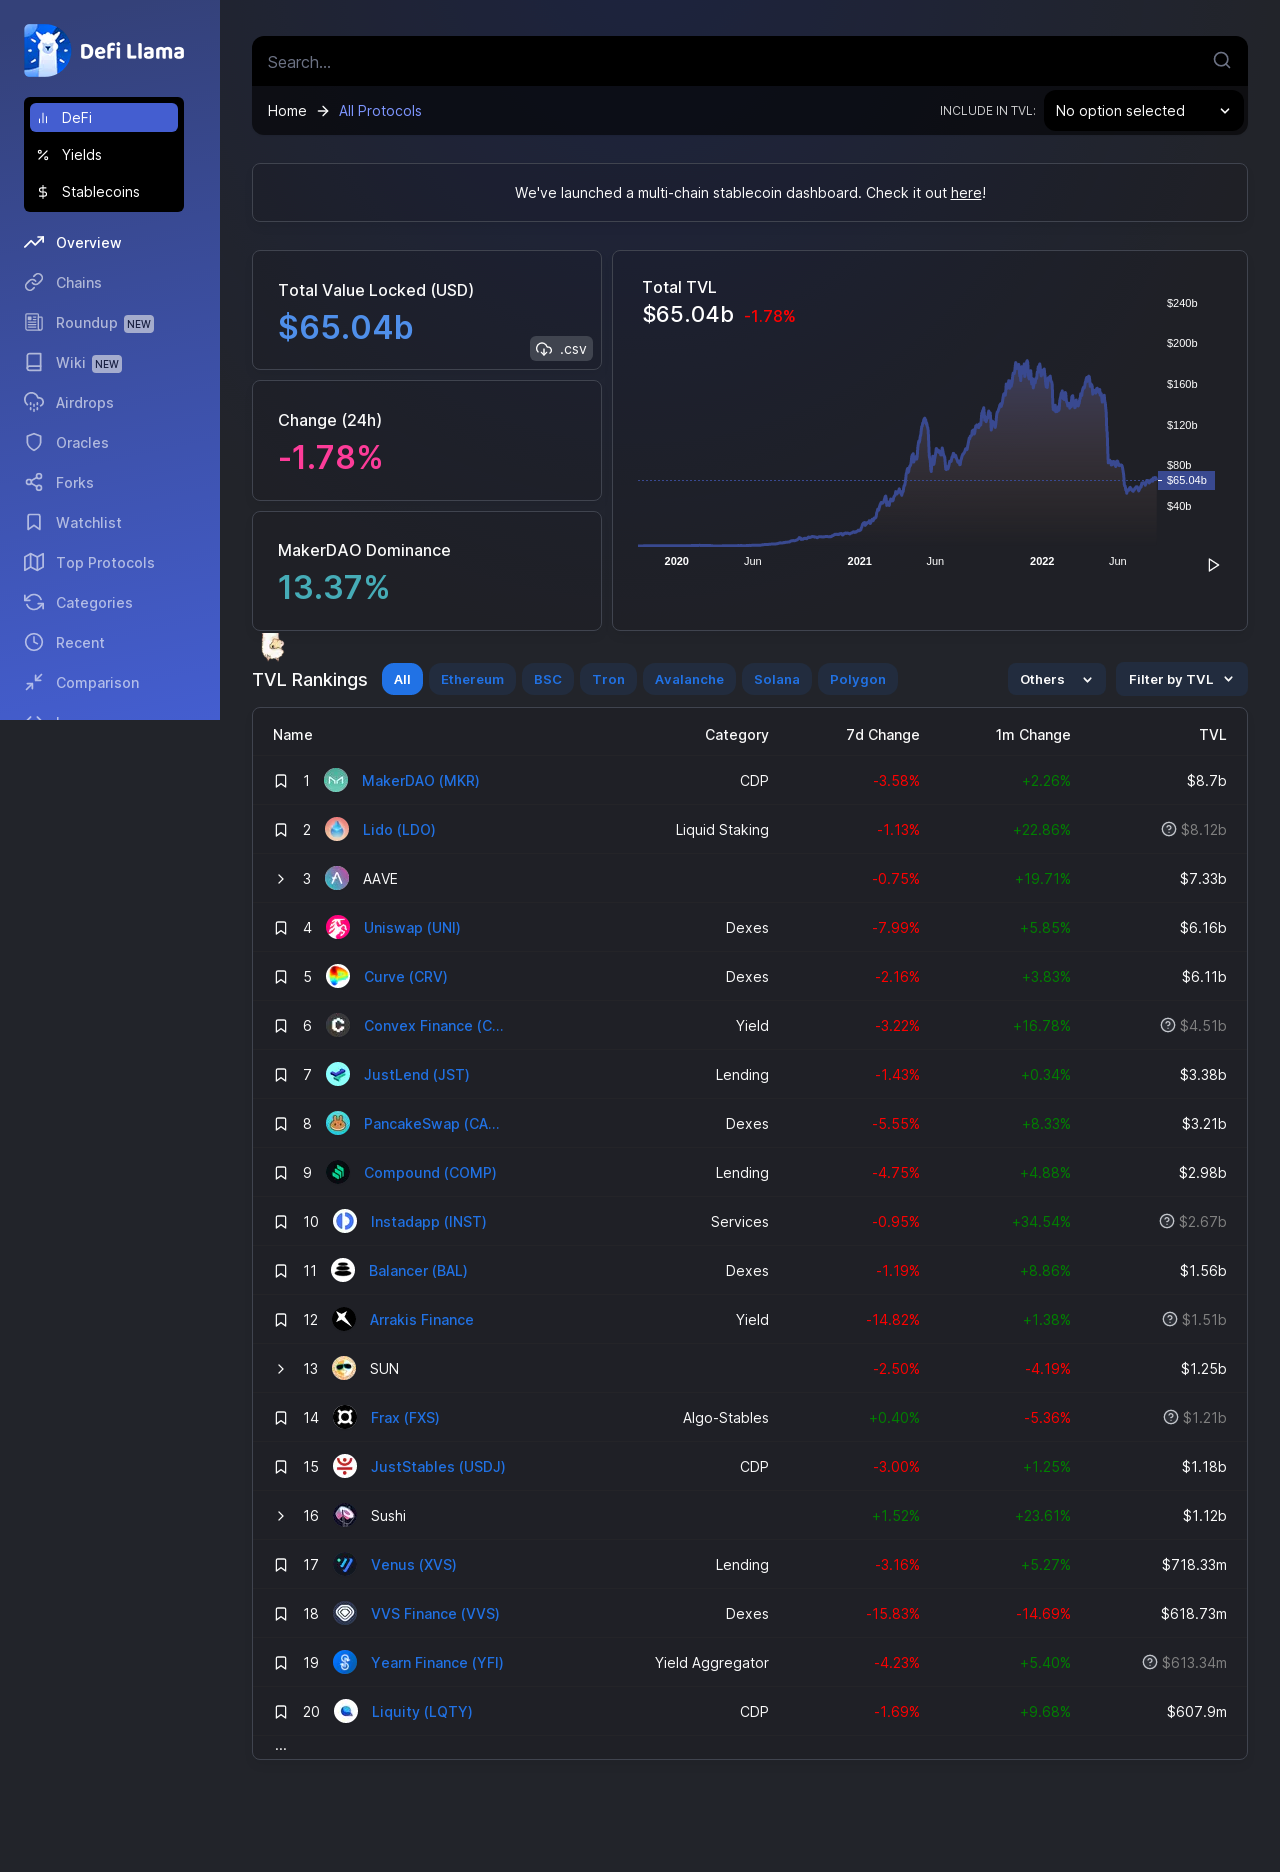 Defi Llama
DeFi
Yields
Stablecoins
Overview
Chains
Roundup NEW
Wiki NEW
Airdrops
Oracles
Forks
Watchlist
Top Protocols
Categories
Recent
Comparison
Search...
Home → All Protocols
INCLUDE IN TVL: No option selected
We've launched a multi-chain stablecoin dashboard. Check it out here!
Total Value Locked (USD)
$65.04b
.csv
Change (24h)
-1.78%
MakerDAO Dominance
13.37%
Total TVL
$65.04b -1.78%
$240b
$200b
$160b
$120b
$80b
$65.04b
$40b
2020 Jun 2021 Jun 2022 Jun
TVL Rankings All Ethereum BSC Tron Avalanche Solana Polygon Others Filter by TVL
Name Category 7d Change 1m Change TVL
1 MakerDAO (MKR) CDP -3.58% +2.26% $8.7b
2 Lido (LDO) Liquid Staking -1.13% +22.86% $8.12b
3 AAVE -0.75% +19.71% $7.33b
4 Uniswap (UNI) Dexes -7.99% +5.85% $6.16b
5 Curve (CRV) Dexes -2.16% +3.83% $6.11b
6 Convex Finance (C... Yield -3.22% +16.78% $4.51b
7 JustLend (JST) Lending -1.43% +0.34% $3.38b
8 PancakeSwap (CA... Dexes -5.55% +8.33% $3.21b
9 Compound (COMP) Lending -4.75% +4.88% $2.98b
10 Instadapp (INST) Services -0.95% +34.54% $2.67b
11 Balancer (BAL) Dexes -1.19% +8.86% $1.56b
12 Arrakis Finance Yield -14.82% +1.38% $1.51b
13 SUN -2.50% -4.19% $1.25b
14 Frax (FXS) Algo-Stables +0.40% -5.36% $1.21b
15 JustStables (USDJ) CDP -3.00% +1.25% $1.18b
16 Sushi +1.52% +23.61% $1.12b
17 Venus (XVS) Lending -3.16% +5.27% $718.33m
18 VVS Finance (VVS) Dexes -15.83% -14.69% $618.73m
19 Yearn Finance (YFI) Yield Aggregator -4.23% +5.40% $613.34m
20 Liquity (LQTY) CDP -1.69% +9.68% $607.9m
...